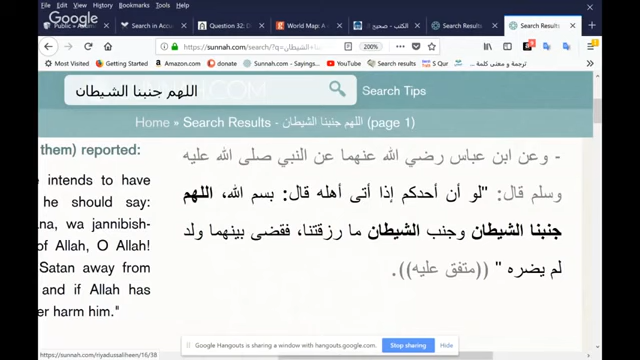 File Edit View History Bookmarks Tools Help
Google
Search in Acc
Question 32: D
World Map: A
الكتب - صحيح
Search Results
Search Results
https://sunnah.com/search/?q=
200%
Search
Most Visited Getting Started Amazon.com donation t... Sunnah.com - Sayings... YouTube Search results S Qur ترجمة و معنى كلمة
اللهم جنبنا الشيطان
Search Tips
Home » Search Results - اللهم جنبنا الشيطان (page 1)
them) reported:
e intends to have
he should say:
ana, wa jannibish-
of Allah, O Allah!
Satan away from
and if Allah has
er harm him."
- وعن ابن عباس رضي الله عنهما عن النبي صلى الله عليه
وسلم قال: "لو أن أحدكم إذا أتى أهله قال: بسم الله، اللهم
جنبنا الشيطان وجنب الشيطان ما رزقتنا، فقضى بينهما ولد
لم يضره " ((متفق عليه)).
Google Hangouts is sharing a window with hangouts.google.com.
Stop sharing
Hide
https://sunnah.com/riyadussaliheen/16/38